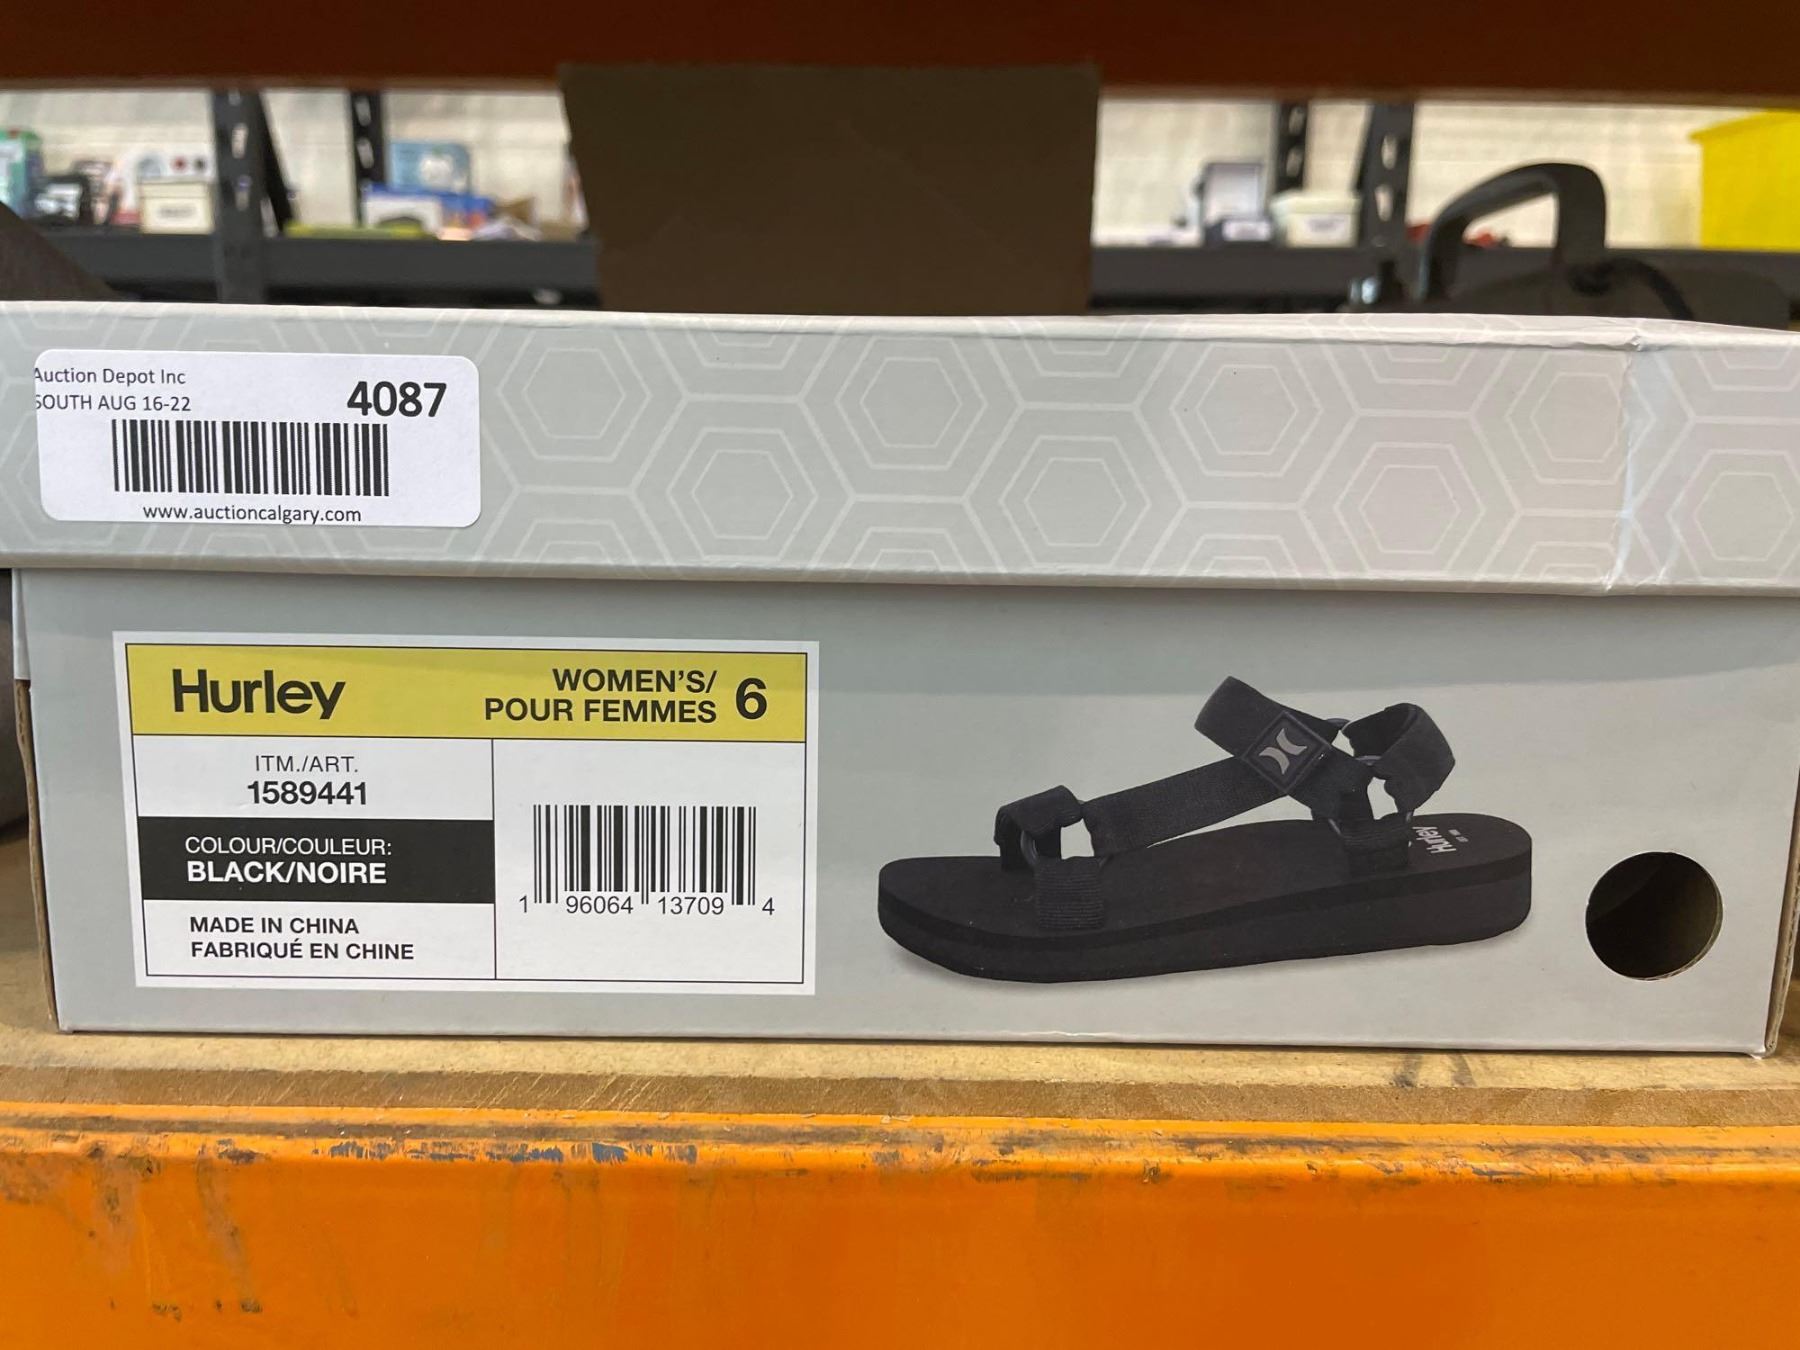 Auction Depot Inc
SOUTH AUG 16-22
4087
www.auctioncalgary.com
Hurley
WOMEN'S/
POUR FEMMES
6
ITM./ART.
1589441
COLOUR/COULEUR:
BLACK/NOIRE
MADE IN CHINA
FABRIQUÉ EN CHINE
1 96064 13709 4
Hurley